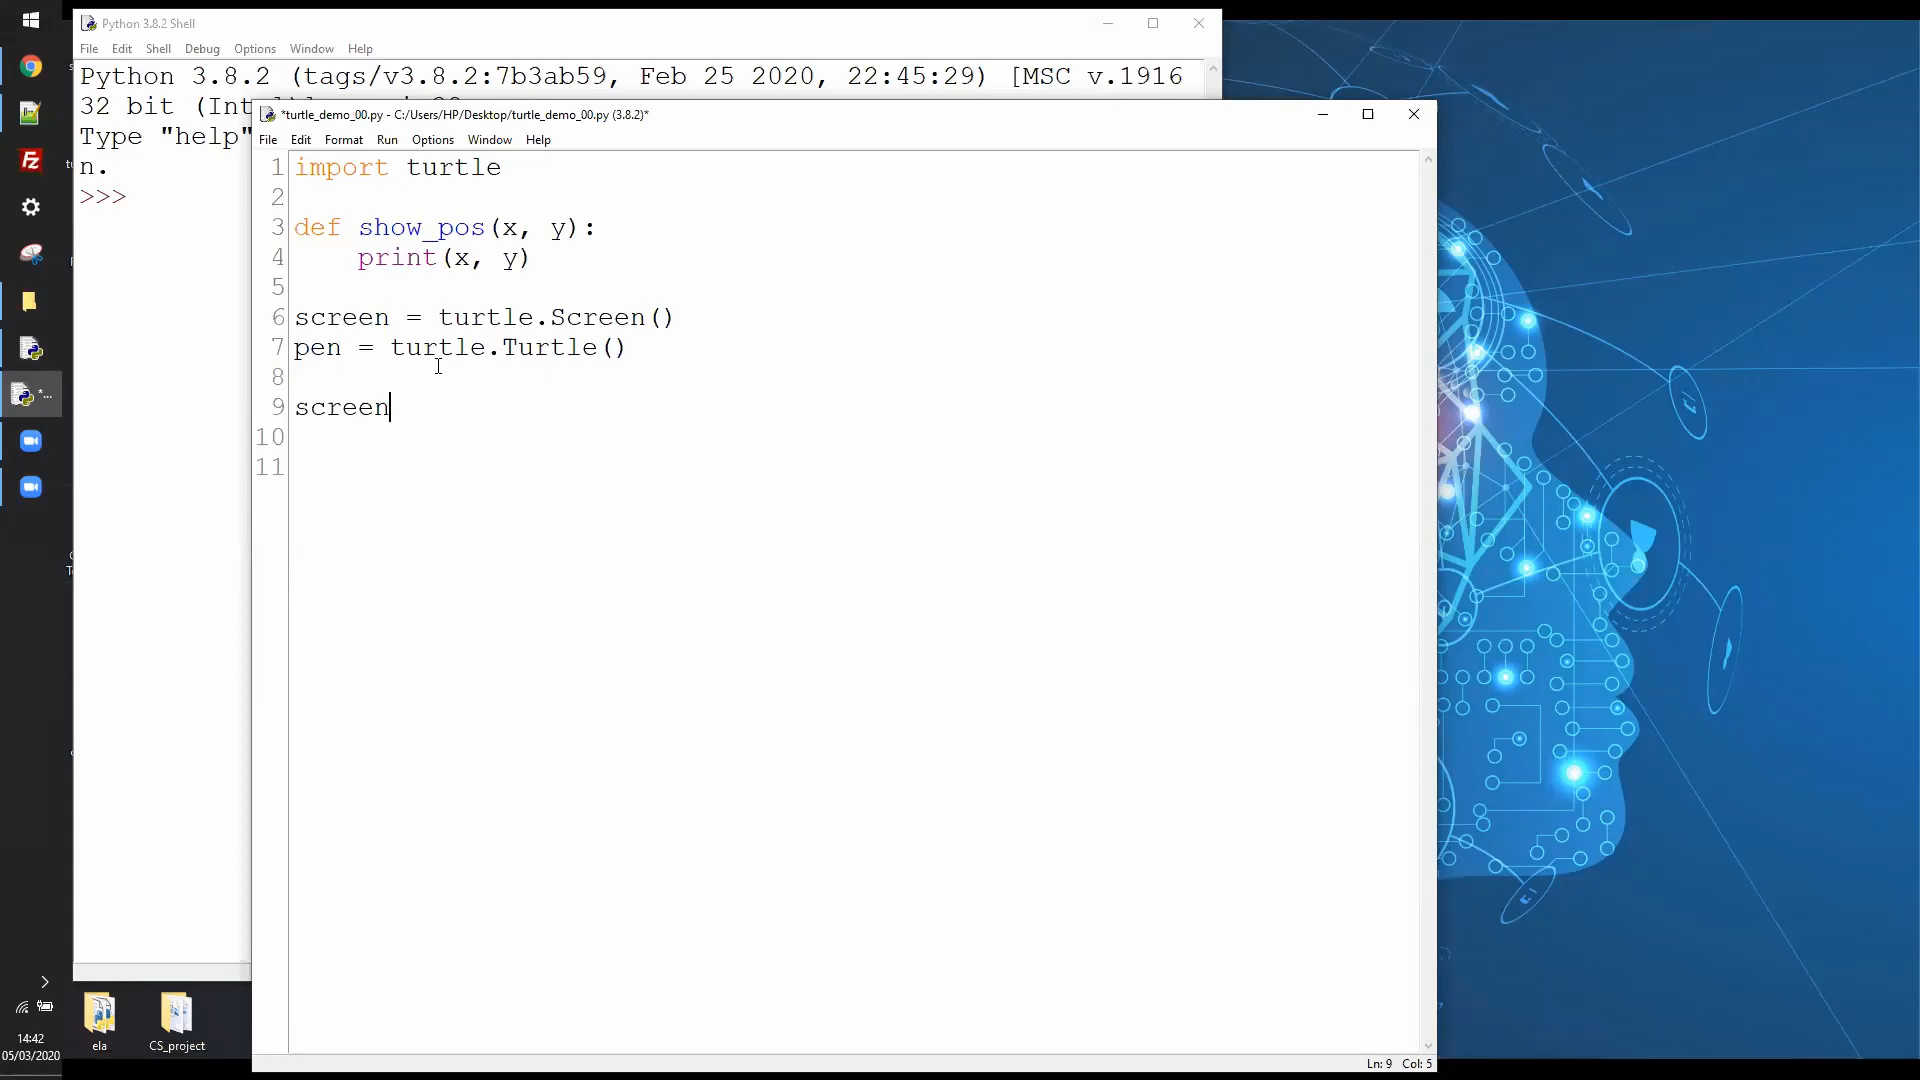 Python 3.8.2 Shell
File Edit Shell Debug Options Window Help
Python 3.8.2 (tags/v3.8.2:7b3ab59, Feb 25 2020, 22:45:29) [MSC v.1916
32 bit (Int
Type "help"
n.
>>>
*turtle_demo_00.py - C:/Users/HP/Desktop/turtle_demo_00.py (3.8.2)*
File Edit Format Run Options Window Help
1 import turtle
2
3 def show_pos(x, y):
4 print(x, y)
5
6 screen = turtle.Screen()
7 pen = turtle.Turtle()
8
9 screen
10
11
Ln: 9 Col: 5
*...
14:42
05/03/2020
ela
CS_project